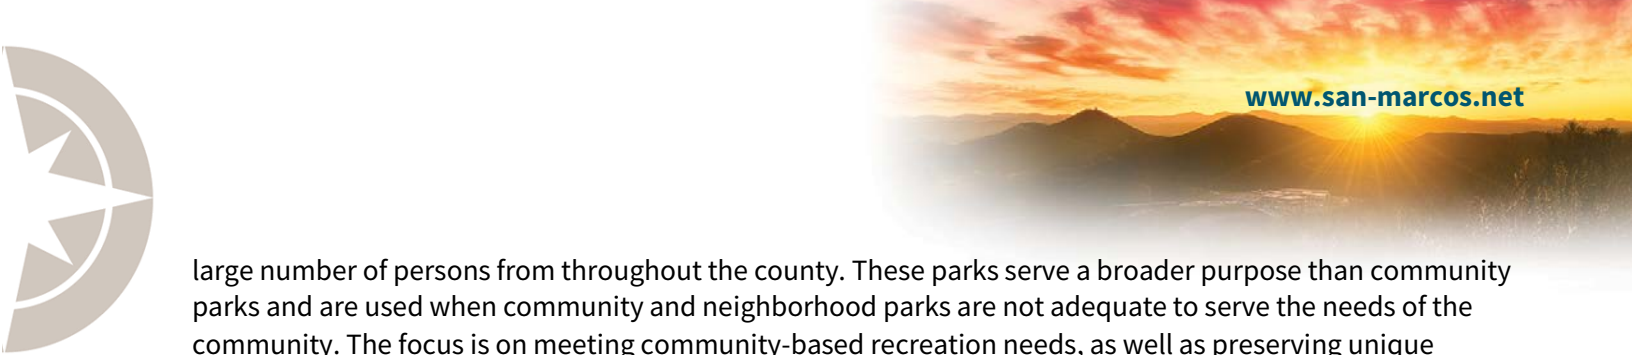 www.san-marcos.net
large number of persons from throughout the county. These parks serve a broader purpose than community
parks and are used when community and neighborhood parks are not adequate to serve the needs of the
community. The focus is on meeting community-based recreation needs, as well as preserving unique